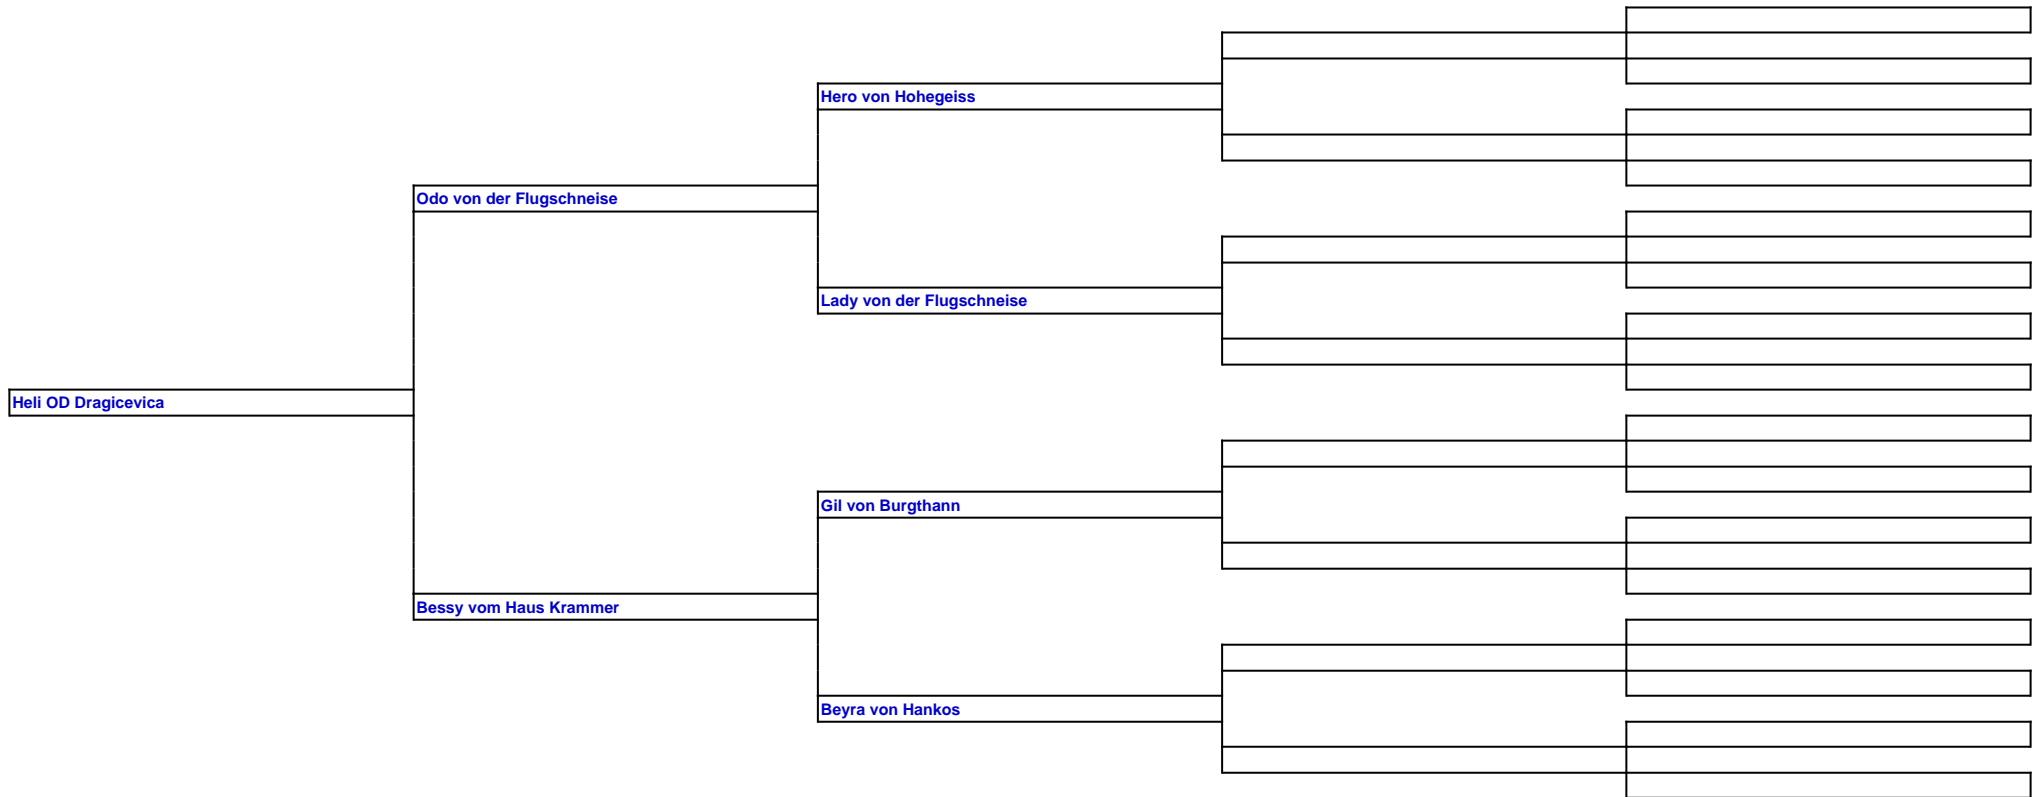 Hero von Hohegeiss
Odo von der Flugschneise
Lady von der Flugschneise
Heli OD Dragicevica
Gil von Burgthann
Bessy vom Haus Krammer
Beyra von Hankos